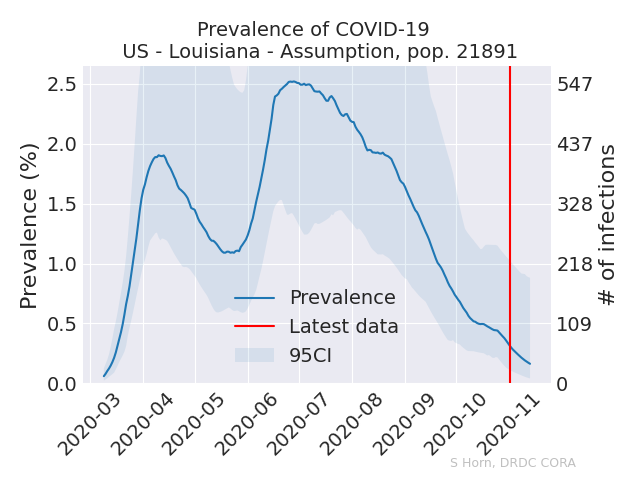 Prevalence of COVID-19
US - Louisiana - Assumption, pop. 21891
Prevalence (%)
2.5
2.0
1.5
1.0
0.5
0.0
547
437
328
218
109
0
# of infections
Prevalence
Latest data
95CI
2020-03
2020-04
2020-05
2020-06
2020-07
2020-08
2020-09
2020-10
2020-11
S Horn, DRDC CORA